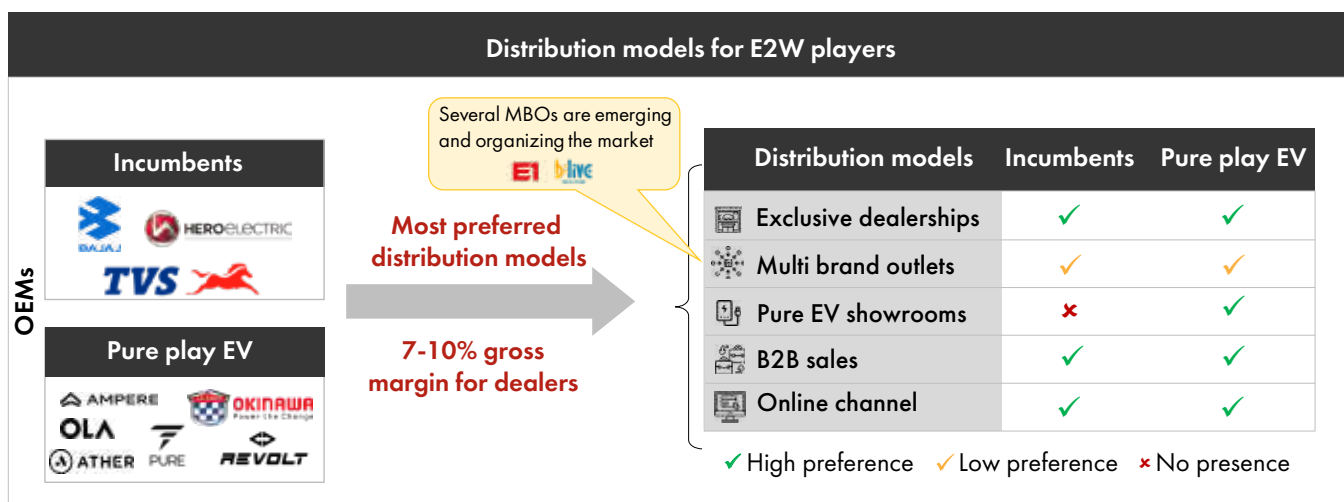 Distribution models for E2W players
Several MBOs are emerging
and organizing the market
E1 b:live
OEMs
Incumbents
BAJAJ
HEROELECTRIC
TVS
Pure play EV
AMPERE
OKINAWA
Power the Change
OLA
PURE
ATHER
REVOLT
Most preferred
distribution models
7-10% gross
margin for dealers
Distribution models Incumbents Pure play EV
Exclusive dealerships ✓ ✓
Multi brand outlets ✓ ✓
Pure EV showrooms ✗ ✓
B2B sales ✓ ✓
Online channel ✓ ✓
✓ High preference ✓ Low preference ✗ No presence